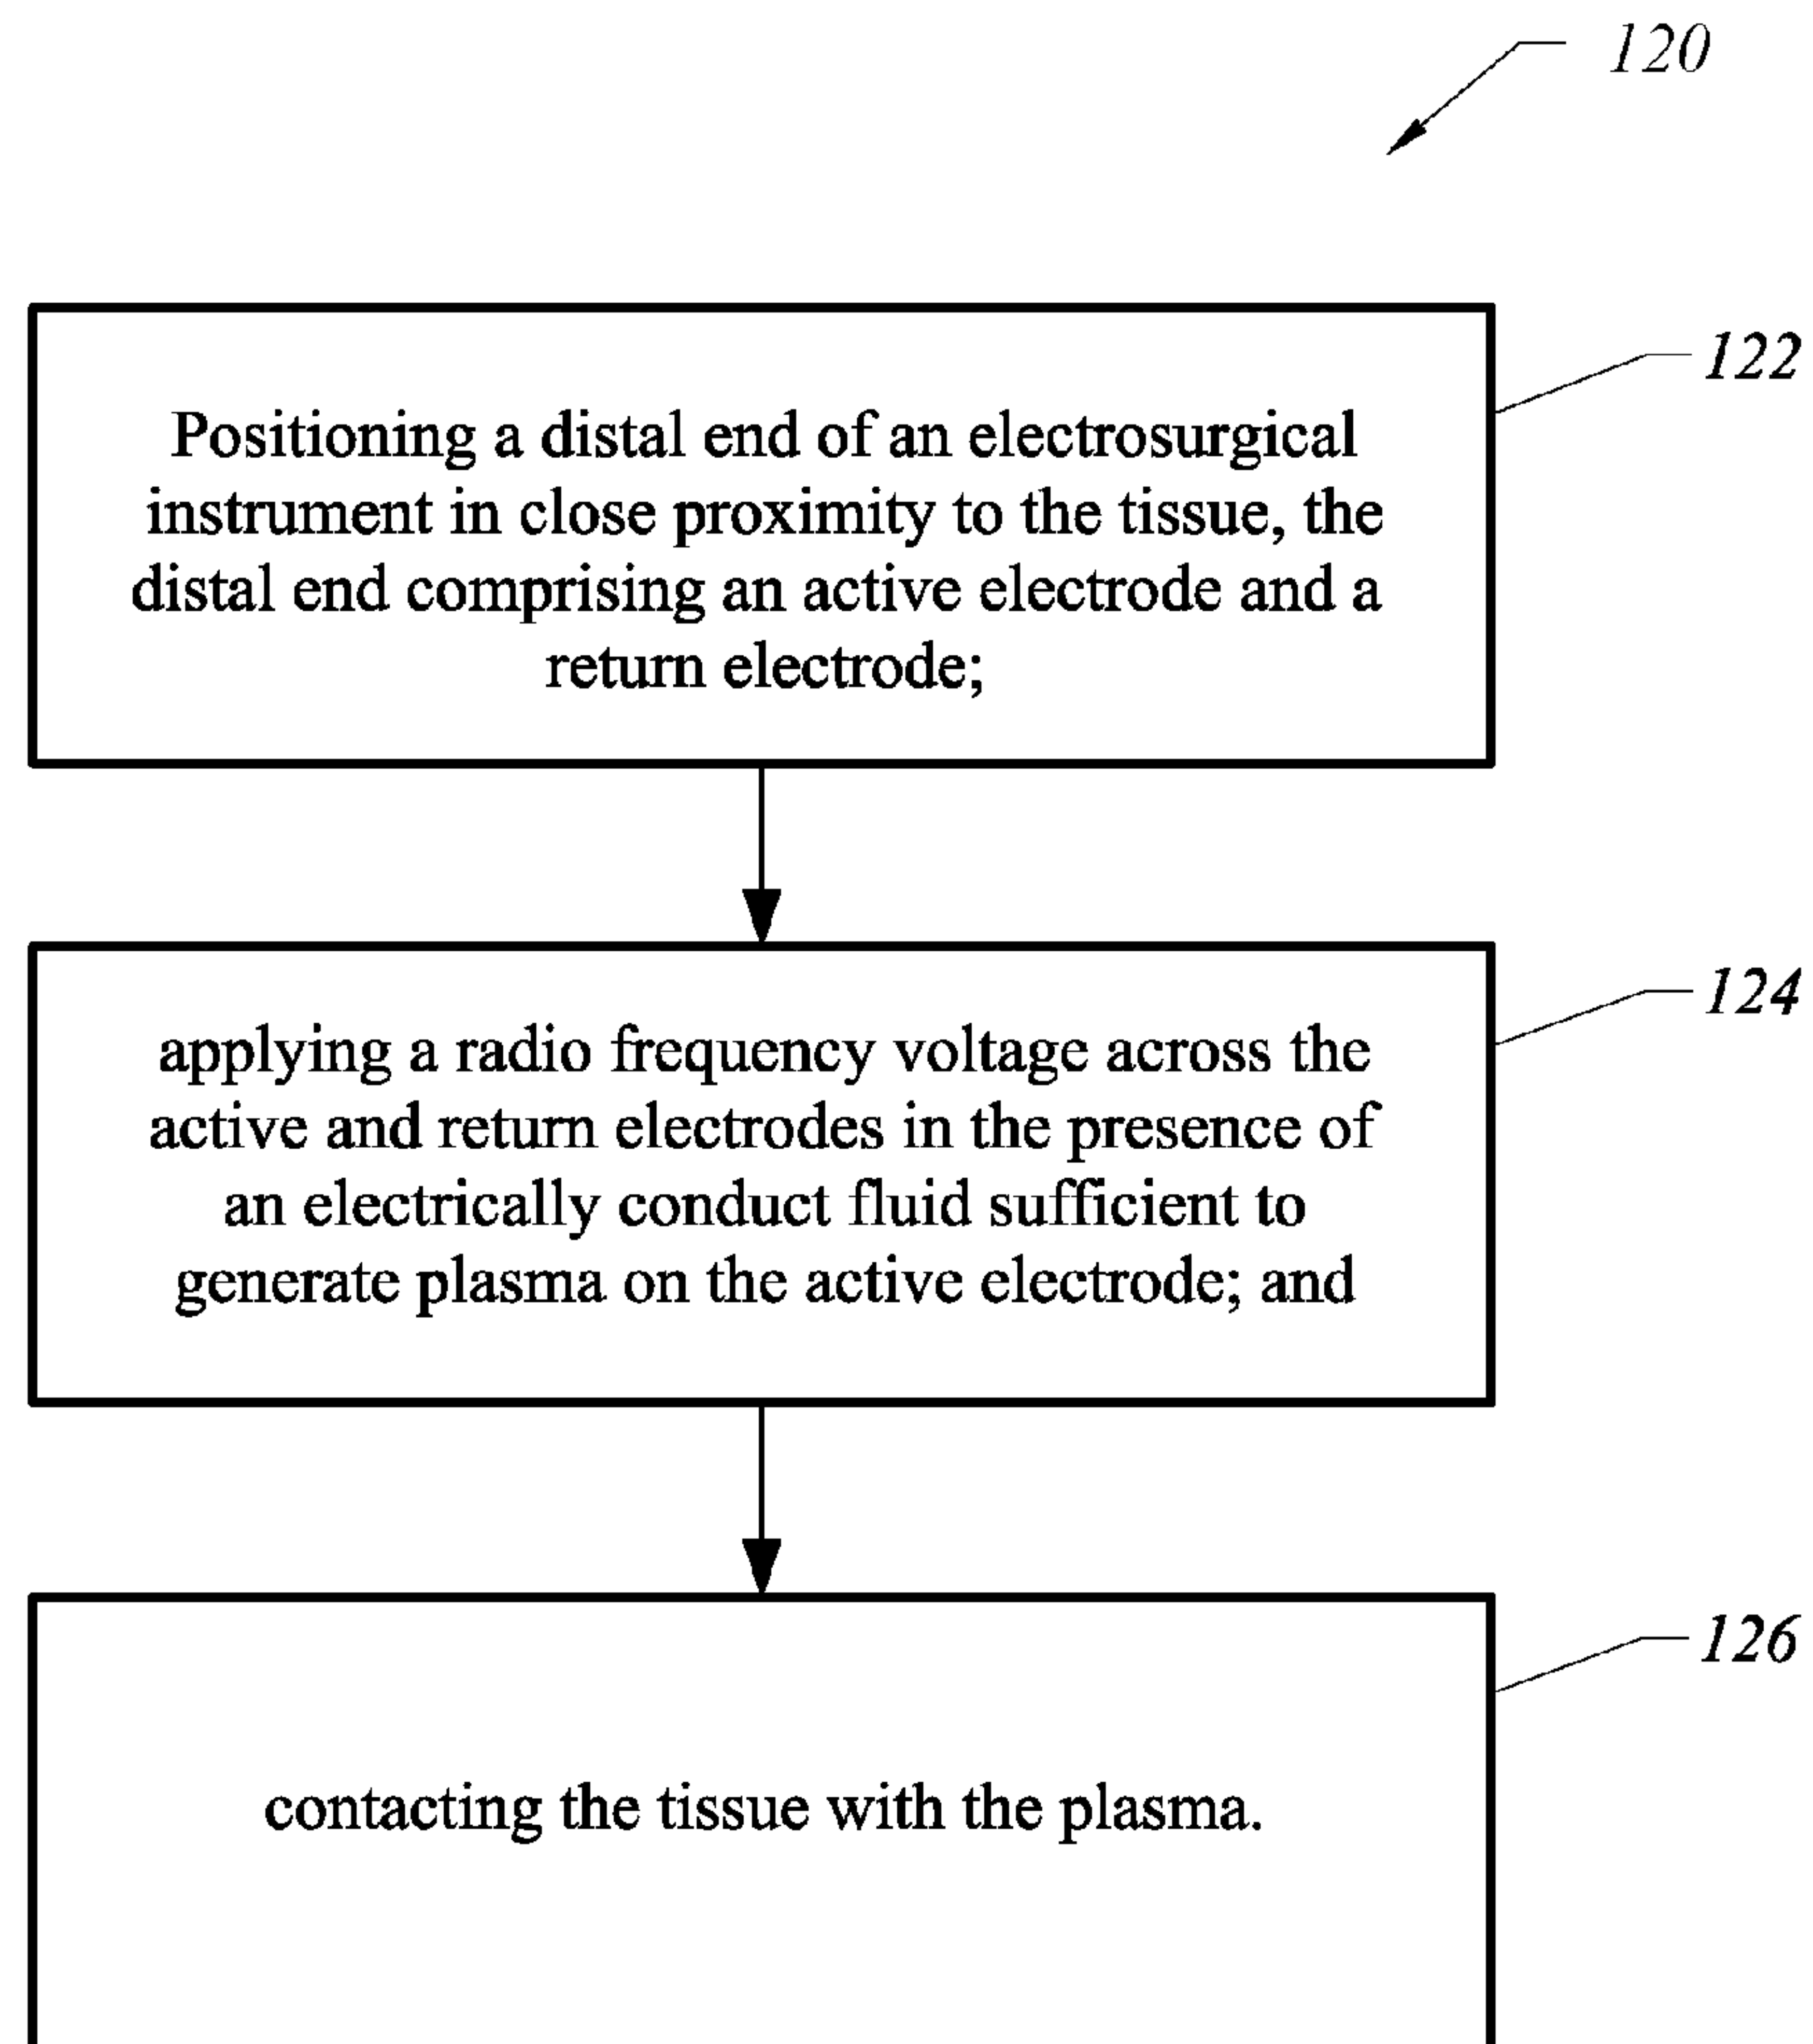 120
122
Positioning a distal end of an electrosurgical
instrument in close proximity to the tissue, the
distal end comprising an active electrode and a
return electrode;
124
applying a radio frequency voltage across the
active and return electrodes in the presence of
an electrically conduct fluid sufficient to
generate plasma on the active electrode; and
126
contacting the tissue with the plasma.